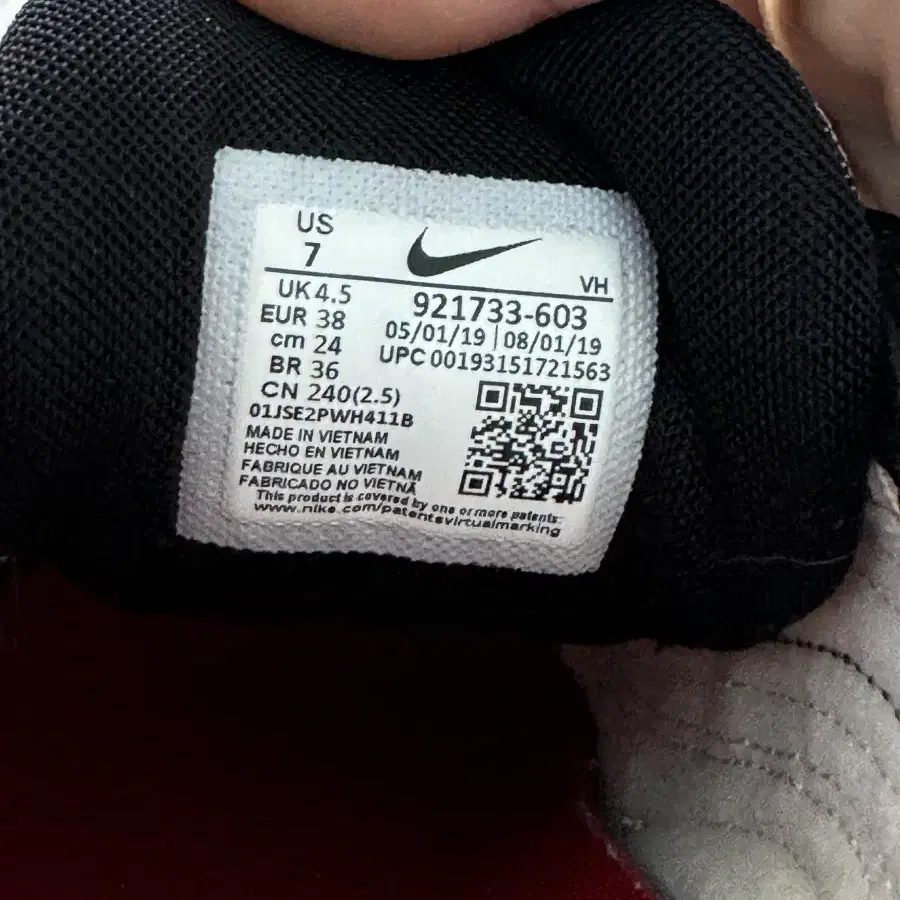 US
7
VH
UK 4.5
EUR 38
cm 24
BR 36
CN 240(2.5)
921733-603
05/01/19 | 08/01/19
UPC 00193151721563
01JSE2PWH411B
MADE IN VIETNAM
HECHO EN VIETNAM
FABRIQUE AU VIETNAM
FABRICADO NO VIETNÃ
This product is covered by one or more patents:
www.nike.com/patentsvirtualmarking